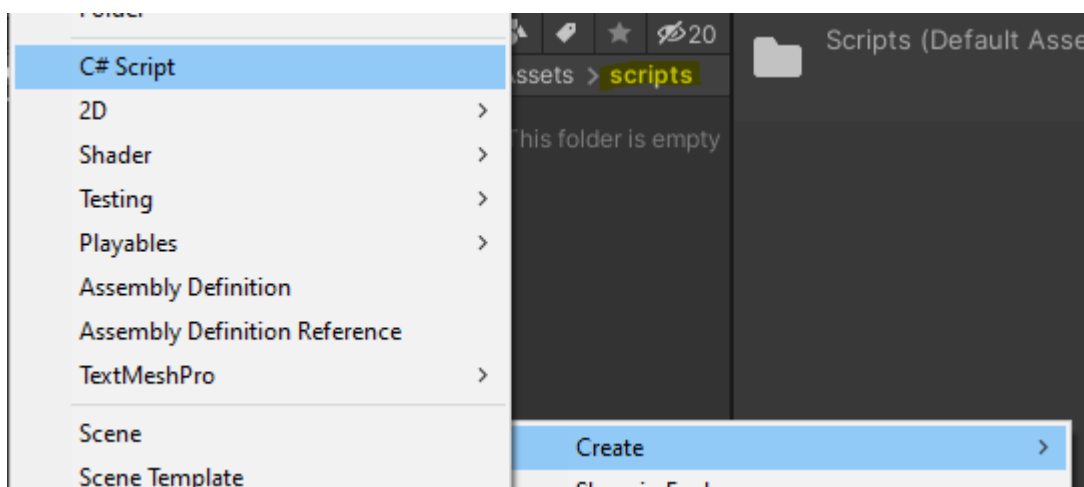 C# Script
2D
Shader
Testing
Playables
Assembly Definition
Assembly Definition Reference
TextMeshPro
Scene
Scene Template
20
ssets > scripts
This folder is empty
Scripts (Default Asse
Create